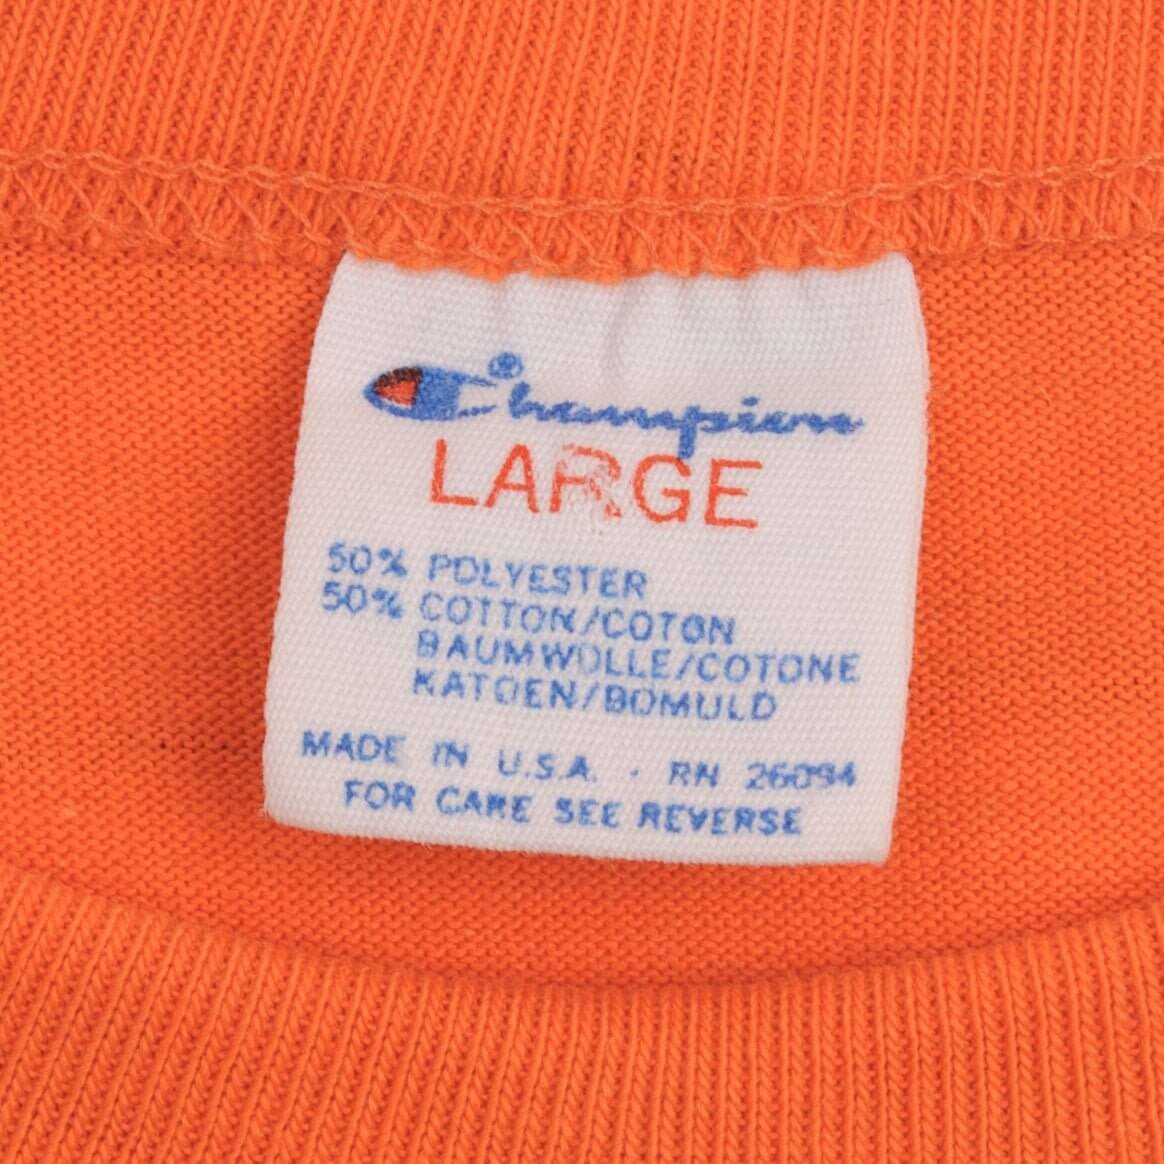 Champion®
LARGE
50% POLYESTER
50% COTTON/COTON
BAUMWOLLE/COTONE
KATOEN/BOMULD
MADE IN U.S.A. · RN 26094
FOR CARE SEE REVERSE